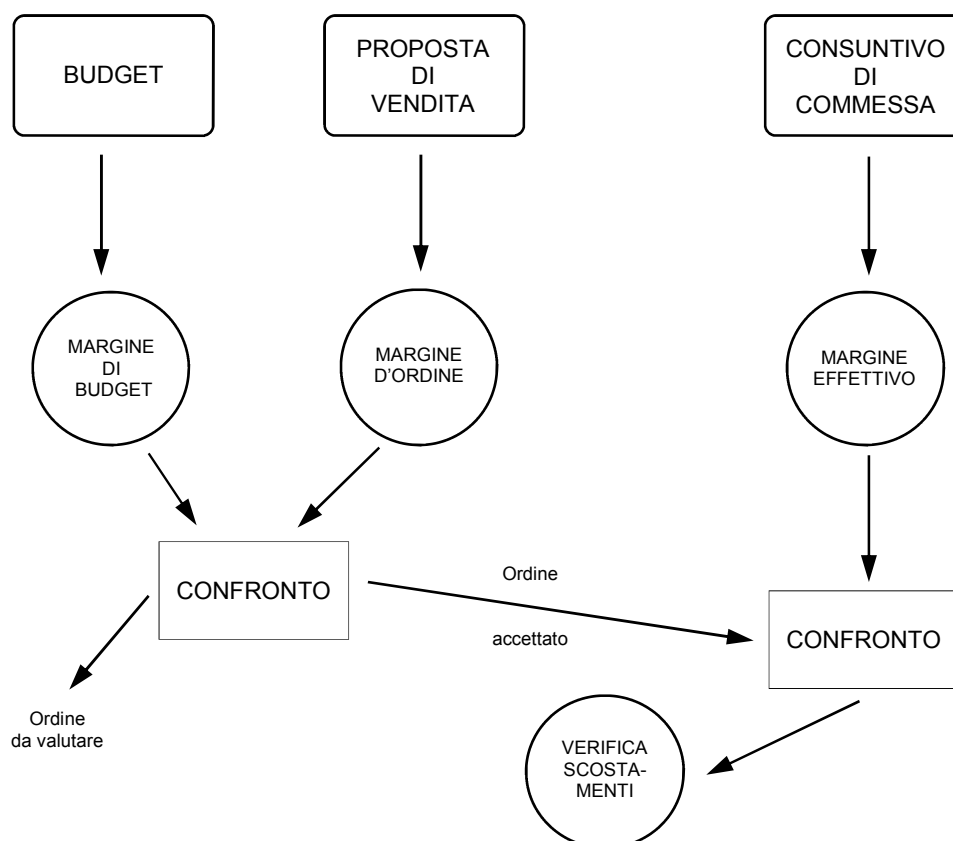 BUDGET
PROPOSTA
DI
VENDITA
CONSUNTIVO
DI
COMMESSA
MARGINE
DI
BUDGET
MARGINE
D'ORDINE
MARGINE
EFFETTIVO
CONFRONTO
Ordine
accettato
CONFRONTO
Ordine
da valutare
VERIFICA
SCOSTA-
MENTI